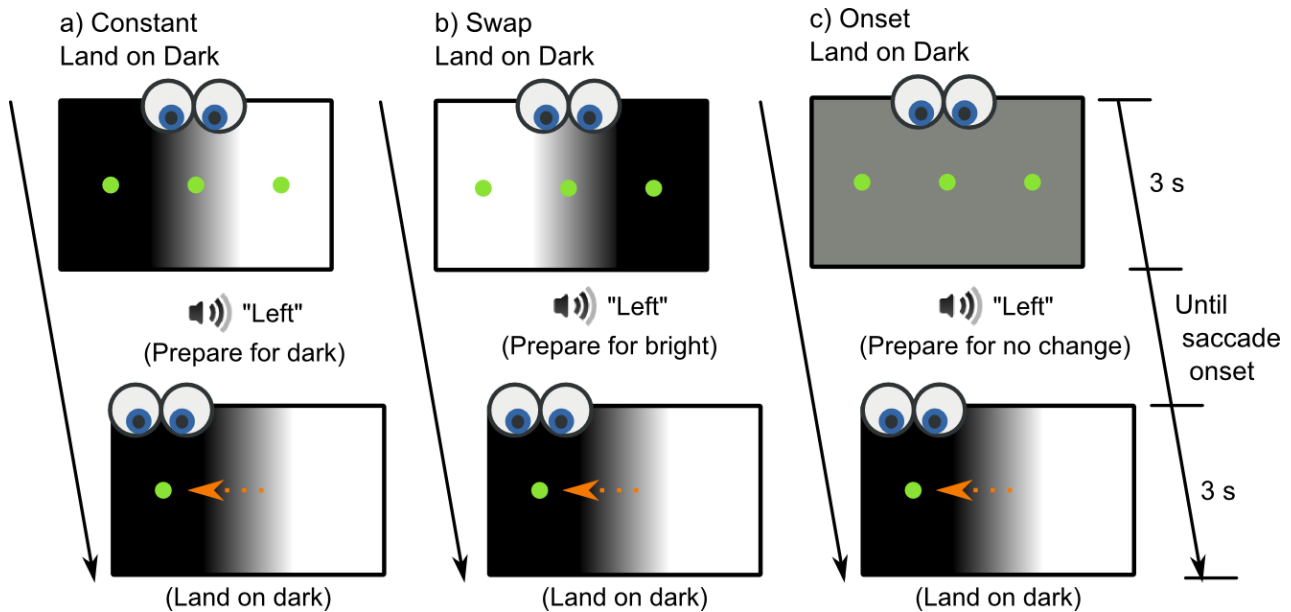 a) Constant
Land on Dark
"Left"
(Prepare for dark)
(Land on dark)
b) Swap
Land on Dark
"Left"
(Prepare for bright)
(Land on dark)
c) Onset
Land on Dark
"Left"
(Prepare for no change)
(Land on dark)
3 s
Until
saccade
onset
3 s